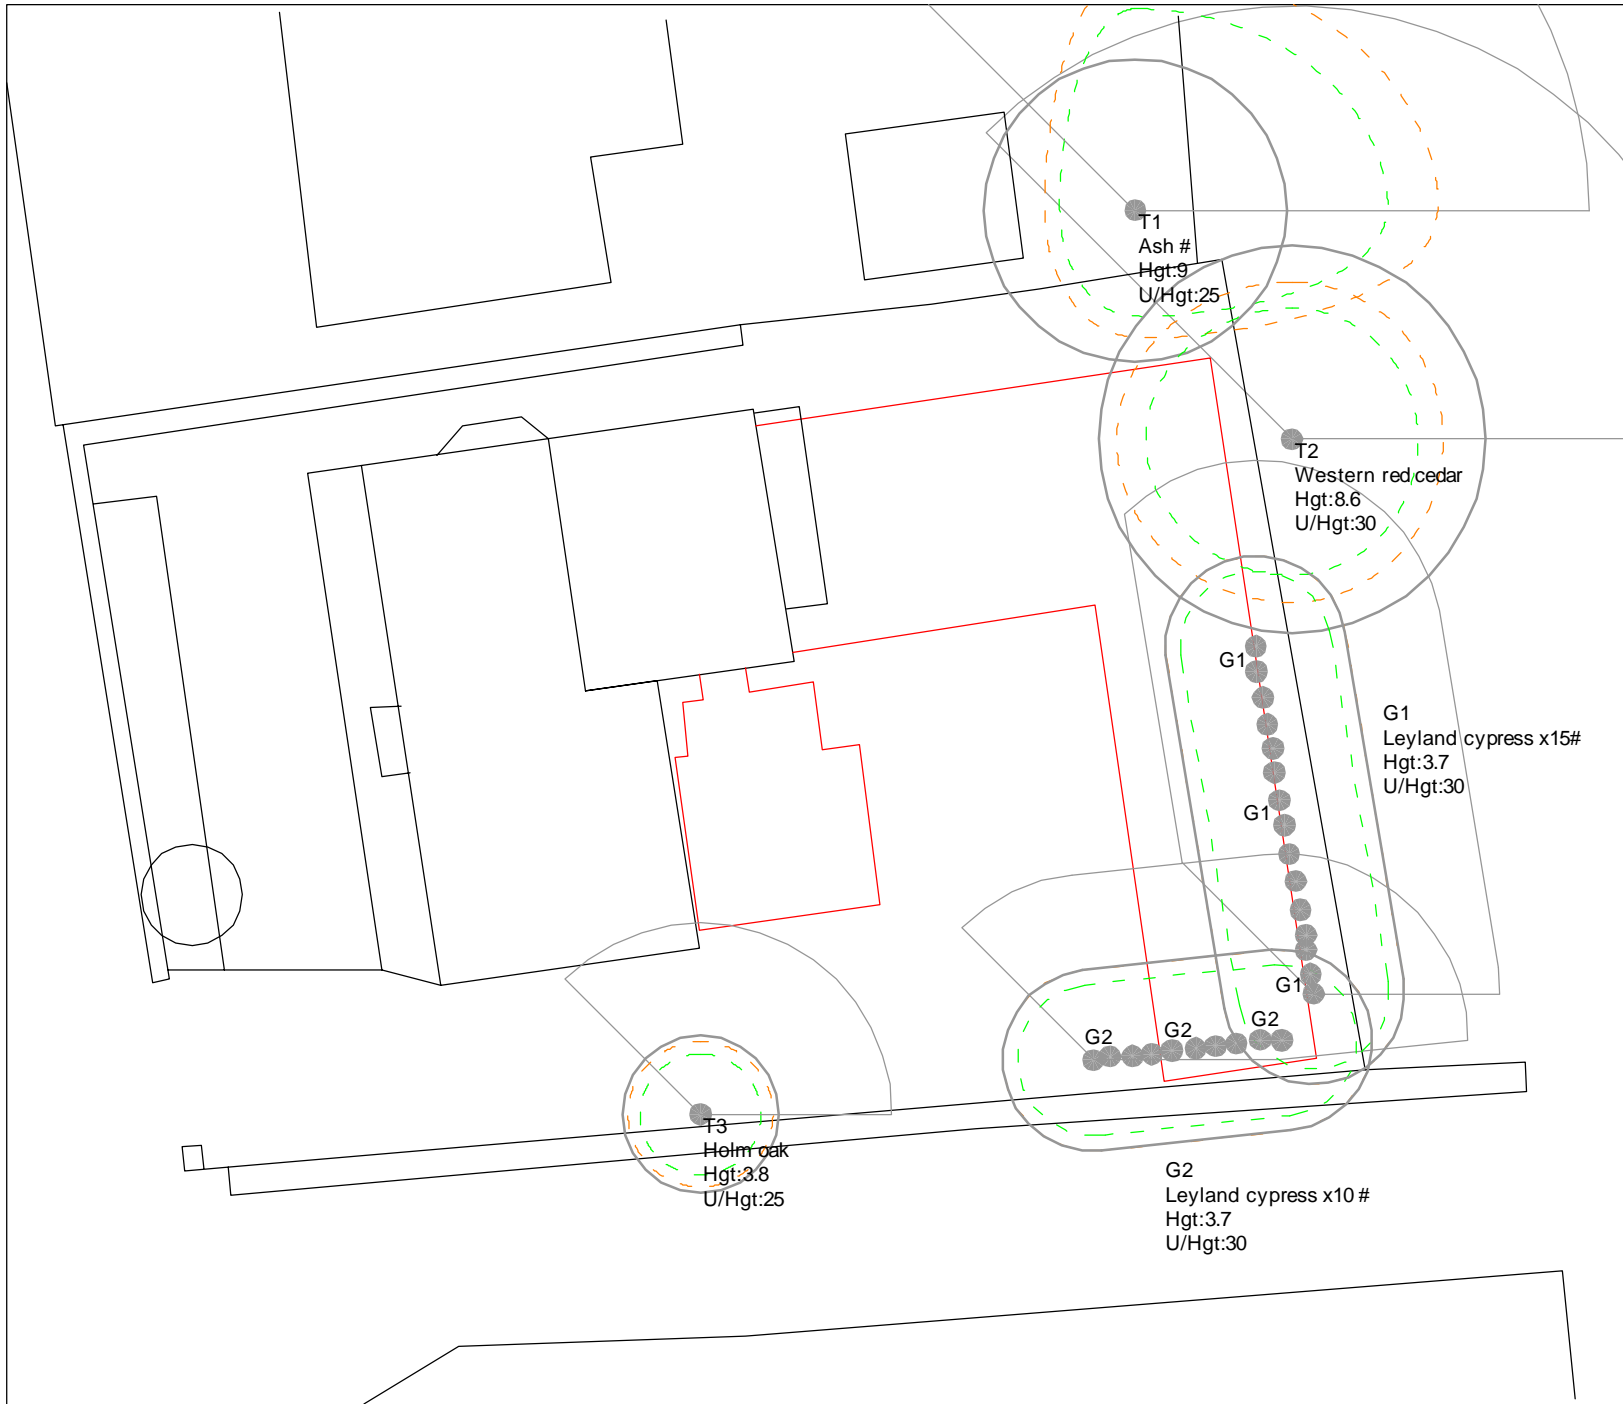 T1
Ash #
Hgt:9
U/Hgt:25
T2
Western red cedar
Hgt:8.6
U/Hgt:30
G1
G1
Leyland cypress x15#
Hgt:3.7
U/Hgt:30
G1
G1
G2
G2
G2
T3
Holm oak
Hgt:3.8
U/Hgt:25
G2
Leyland cypress x10 #
Hgt:3.7
U/Hgt:30